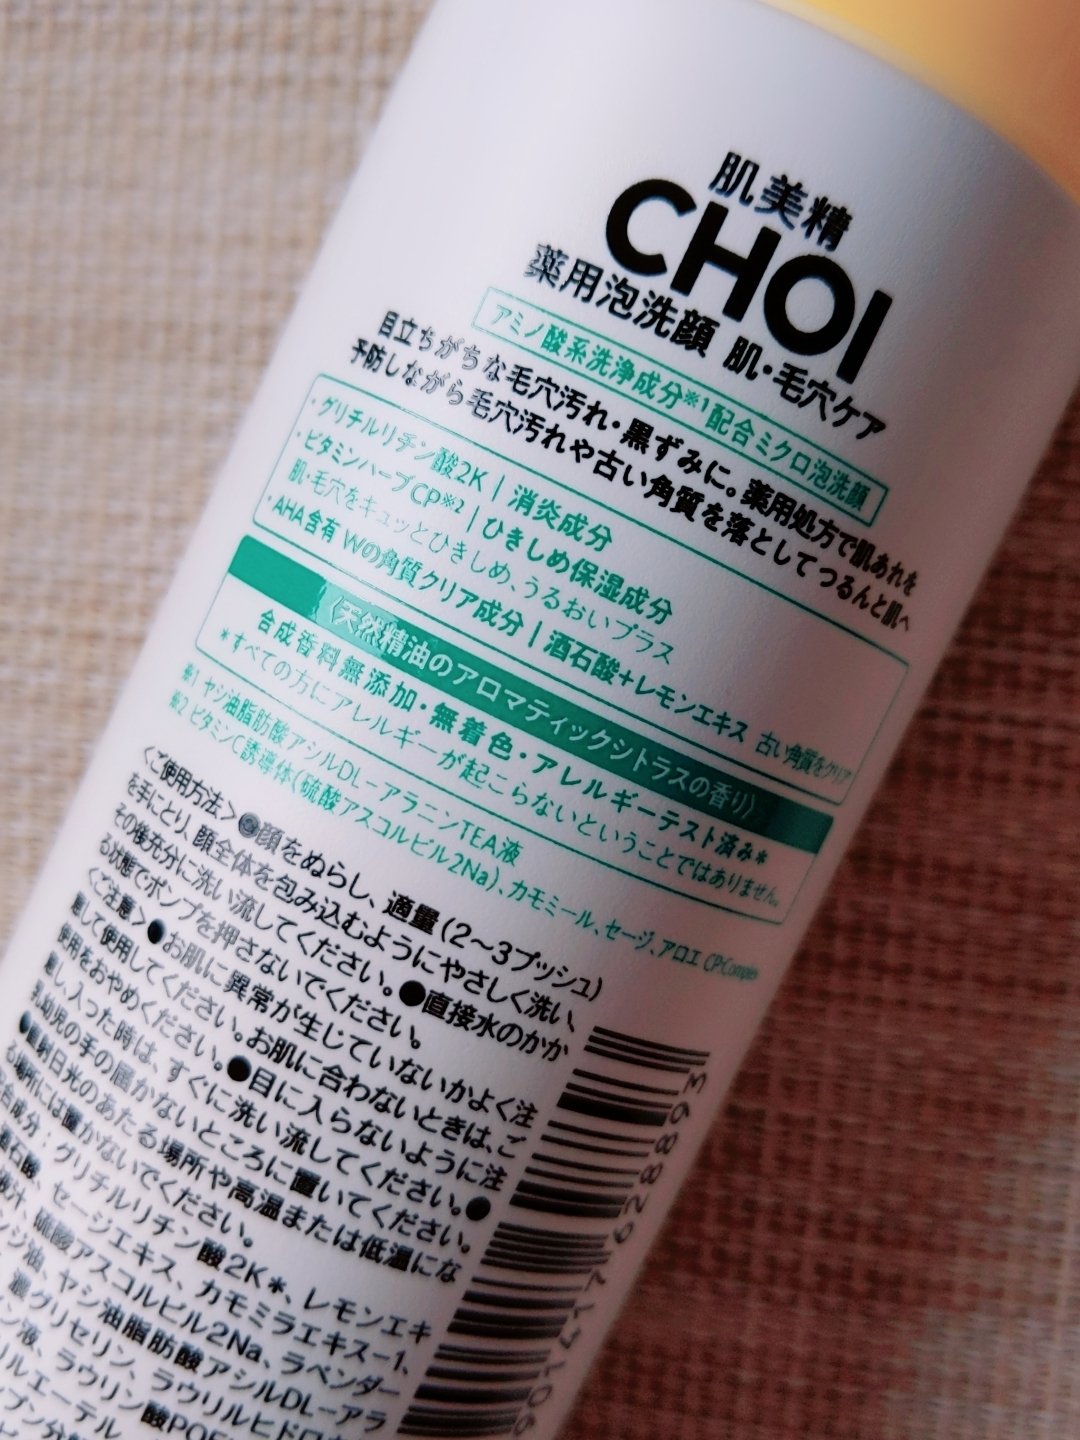 肌美精
CHOI
薬用泡洗顔 肌・毛穴ケア
アミノ酸系洗浄成分※1配合ミクロ泡洗顔
目立ちがちな毛穴汚れ・黒ずみに。薬用処方で肌あれを
予防しながら毛穴汚れや古い角質を落としてつるんと肌へ
・グリチルリチン酸2K | 消炎成分
・ビタミンハーブCP※2 | ひきしめ保湿成分
肌・毛穴をキュッとひきしめ、うるおいプラス
・AHA含有 Wの角質クリア成分 | 酒石酸+レモンエキス 古い角質をクリア
〈天然精油のアロマティックシトラスの香り〉
合成香料無添加・無着色・アレルギーテスト済み*
*すべての方にアレルギーが起こらないということではありません。
※1 ヤシ油脂肪酸アシルDL-アラニンTEA液
※2 ビタミンC誘導体(硫酸アスコルビル2Na)、カモミール、セージ、アロエ CP:Complex
〈ご使用方法〉●顔をぬらし、適量(2〜3プッシュ)
を手にとり、顔全体を包み込むようにやさしく洗い、
その後充分に洗い流してください。●直接水のかか
る状態でポンプを押さないでください。
〈ご注意〉●お肌に異常が生じていないかよく注
意して使用してください。お肌に合わないときは、ご
使用をおやめください。●目に入らないように注
意し、入った時は、すぐに洗い流してください。●
乳幼児の手の届かないところに置いてください。
●直射日光のあたる場所や高温または低温にな
る場所には置かないでください。
合成分：グリチルリチン酸2K*、レモンエキ
酒石酸、セージエキス、カモミラエキス-1、
液汁、硫酸アスコルビル2Na、ラベンダー
ンジ油、ヤシ油脂肪酸アシルDL-アラ
濃グリセリン、ラウリルヒドロ
ン液、ラウリン酸POE
リルエーテル